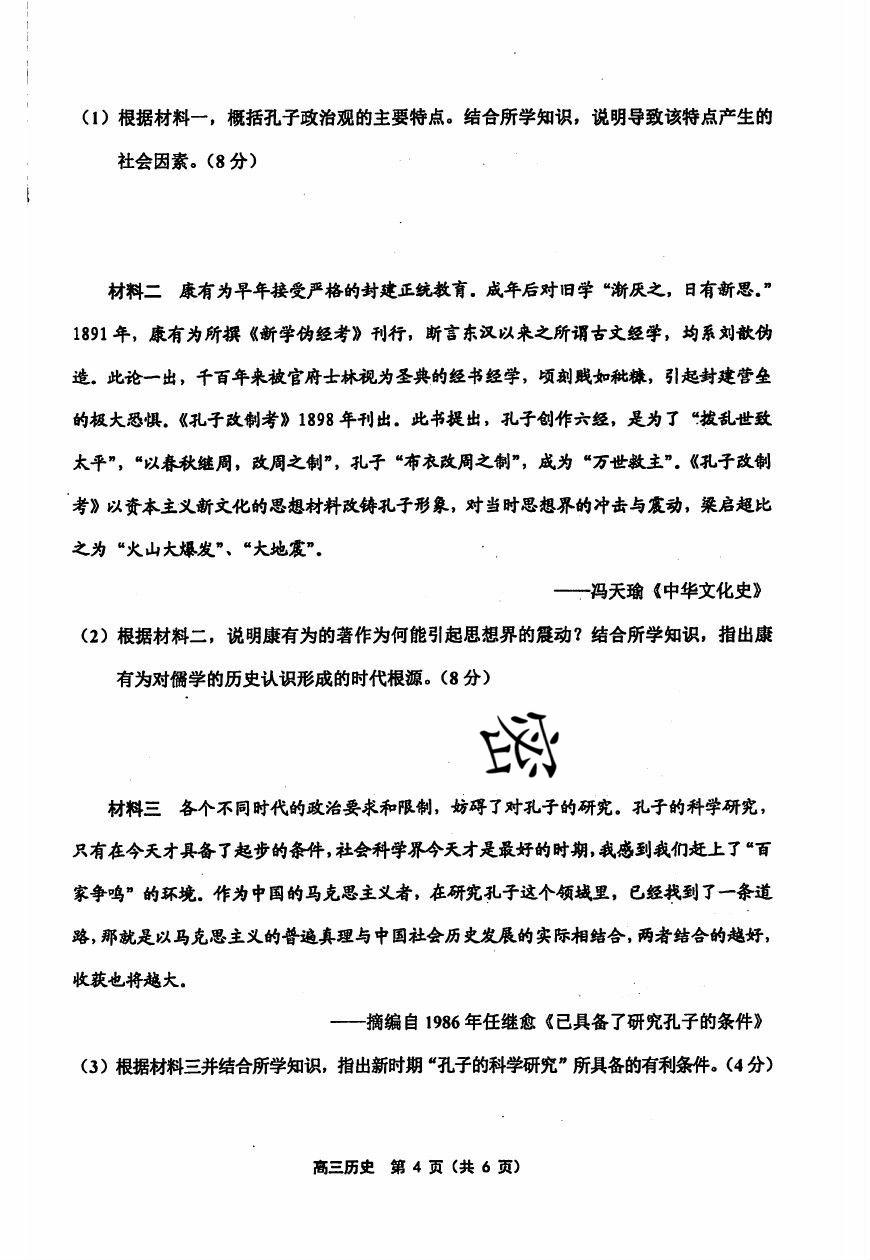 （1）根据材料一，概括孔子政治观的主要特点。结合所学知识，说明导致该特点产生的
社会因素。（8 分）
材料二　康有为早年接受严格的封建正统教育。成年后对旧学“渐厌之，日有新思。”
1891 年，康有为所撰《新学伪经考》刊行，断言东汉以来之所谓古文经学，均系刘歆伪
造。此论一出，千百年来被官府士林视为圣典的经书经学，顷刻贱如秕糠，引起封建营垒
的极大恐惧。《孔子改制考》1898 年刊出。此书提出，孔子创作六经，是为了“拨乱世致
太平”，“以春秋继周，改周之制”，孔子“布衣改周之制”，成为“万世教主”。《孔子改制
考》以资本主义新文化的思想材料改铸孔子形象，对当时思想界的冲击与震动，梁启超比
之为“火山大爆发”、“大地震”。
——冯天瑜《中华文化史》
（2）根据材料二，说明康有为的著作为何能引起思想界的震动？结合所学知识，指出康
有为对儒学的历史认识形成的时代根源。（8 分）
密
材料三　各个不同时代的政治要求和限制，妨碍了对孔子的研究。孔子的科学研究，
只有在今天才具备了起步的条件，社会科学界今天才是最好的时期，我感到我们赶上了“百
家争鸣”的环境。作为中国的马克思主义者，在研究孔子这个领域里，已经找到了一条道
路，那就是以马克思主义的普遍真理与中国社会历史发展的实际相结合，两者结合的越好，
收获也将越大。
——摘编自 1986 年任继愈《已具备了研究孔子的条件》
（3）根据材料三并结合所学知识，指出新时期“孔子的科学研究”所具备的有利条件。（4 分）
高三历史　第 4 页（共 6 页）